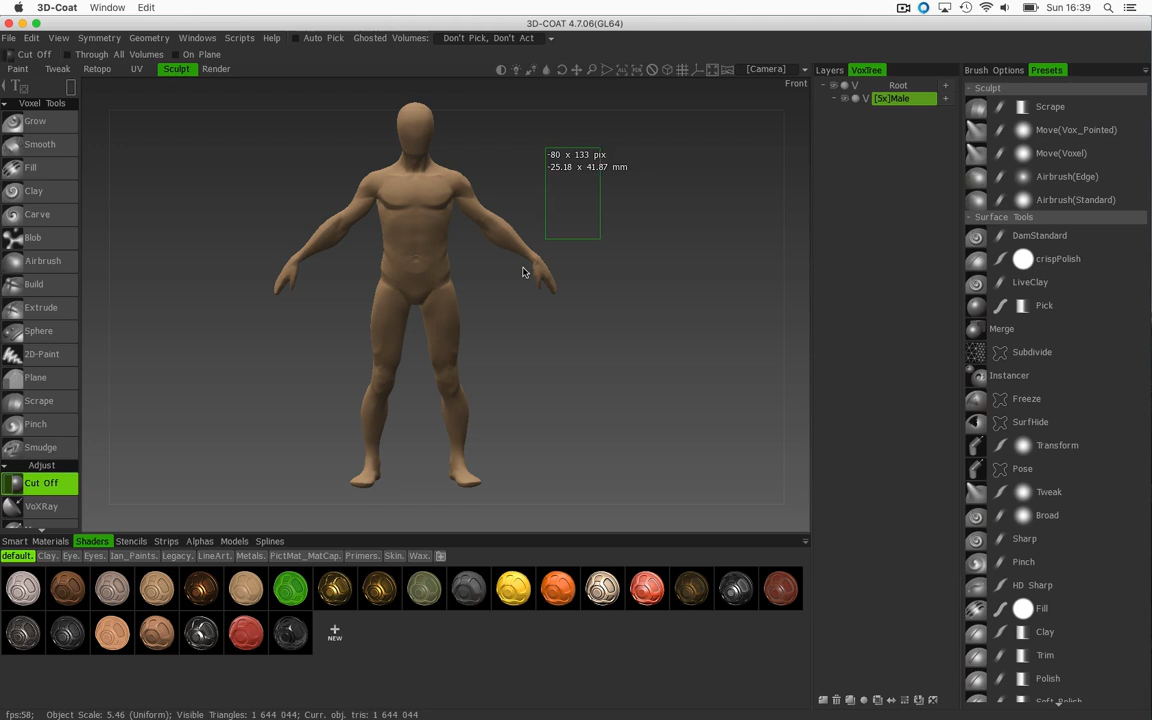 3D-Coat Window Edit Sun 16:39
3D-COAT 4.7.06(GL64)
File Edit View Symmetry Geometry Windows Scripts Help Auto Pick Ghosted Volumes: Don't Pick, Don't Act
Cut Off Through All Volumes On Plane
Paint Tweak Retopo UV Sculpt Render [Camera]
Front
Voxel Tools
Grow
Smooth
Fill
Clay
Carve
Blob
Airbrush
Build
Extrude
Sphere
2D-Paint
Plane
Scrape
Pinch
Smudge
Adjust
Cut Off
VoXRay
-80 x 133 pix
-25.18 x 41.87 mm
Layers VoxTree
V Root +
V [5x]Male +
Brush Options Presets
Sculpt
Scrape
Move(Vox_Pointed)
Move(Voxel)
Airbrush(Edge)
Airbrush(Standard)
Surface Tools
DamStandard
crispPolish
LiveClay
Pick
Merge
Subdivide
Instancer
Freeze
SurfHide
Transform
Pose
Tweak
Broad
Sharp
Pinch
HD Sharp
Fill
Clay
Trim
Polish
Soft Polish
Smart Materials Shaders Stencils Strips Alphas Models Splines
default. Clay. Eye. Eyes. Ian_Paints. Legacy. LineArt. Metals. PictMat_MatCap. Primers. Skin. Wax.
NEW
fps:58; Object Scale: 5.46 (Uniform); Visible Triangles: 1 644 044; Curr. obj. tris: 1 644 044